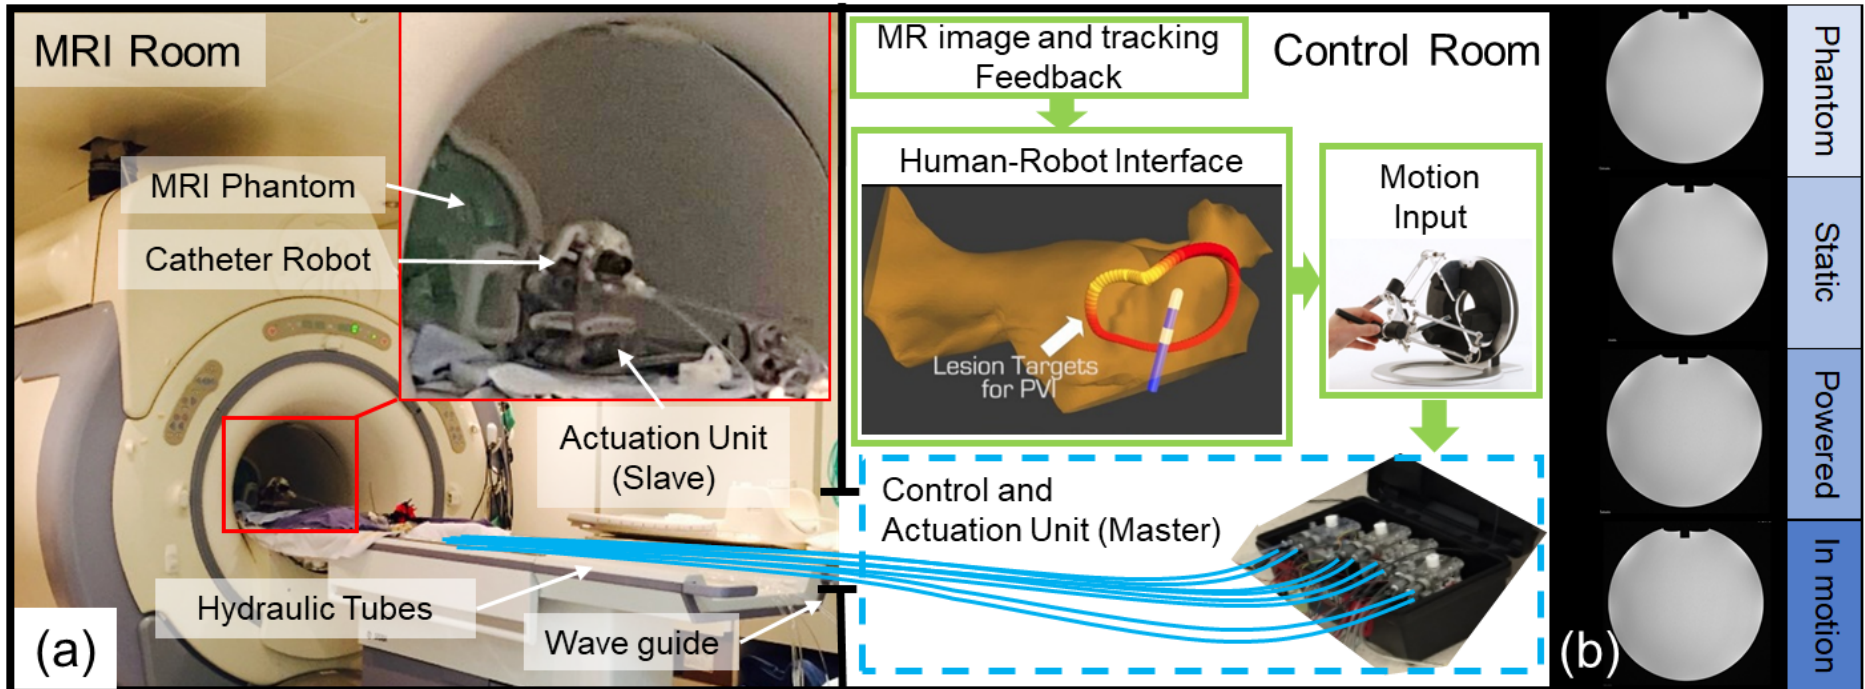 MRI Room
MRI Phantom
Catheter Robot
Actuation Unit
(Slave)
Hydraulic Tubes
Wave guide
(a)
MR image and tracking
Feedback
Control Room
Human-Robot Interface
Lesion Targets
for PVI
Motion
Input
Control and
Actuation Unit (Master)
(b)
Phantom
Static
Powered
In motion